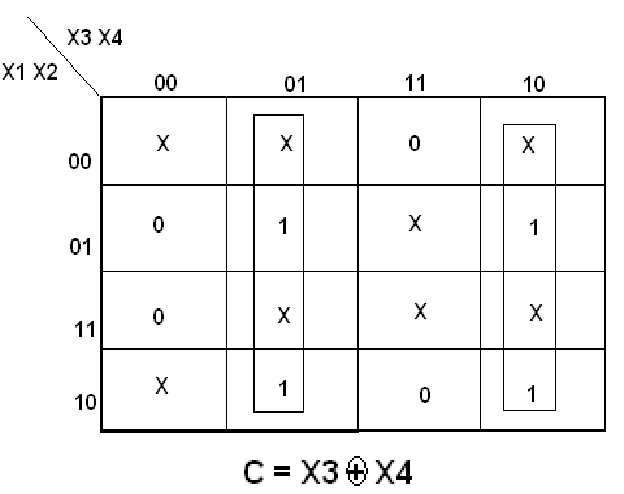 X3 X4
X1 X2
00 01 11 10
00 X X 0 X
01 0 1 X 1
11 0 X X X
10 X 1 0 1
C = X3 ⊕ X4